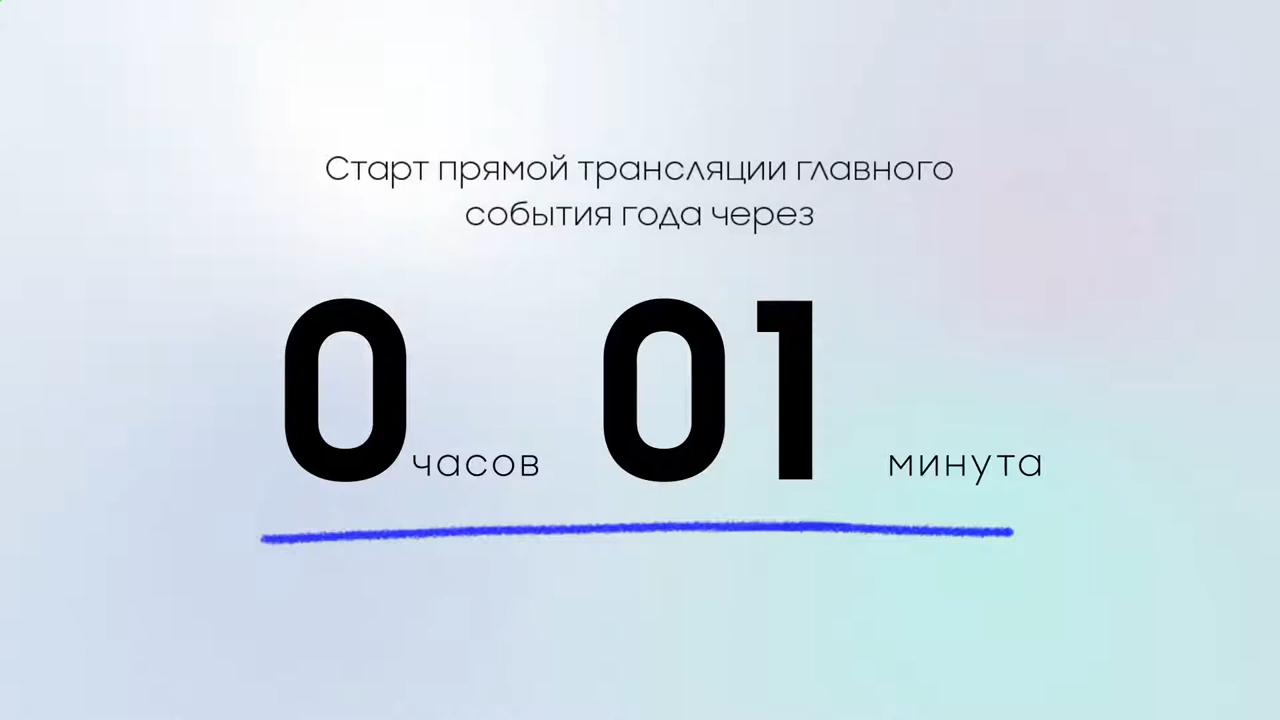 Старт прямой трансляции главного
события года через
0 часов 01 минута